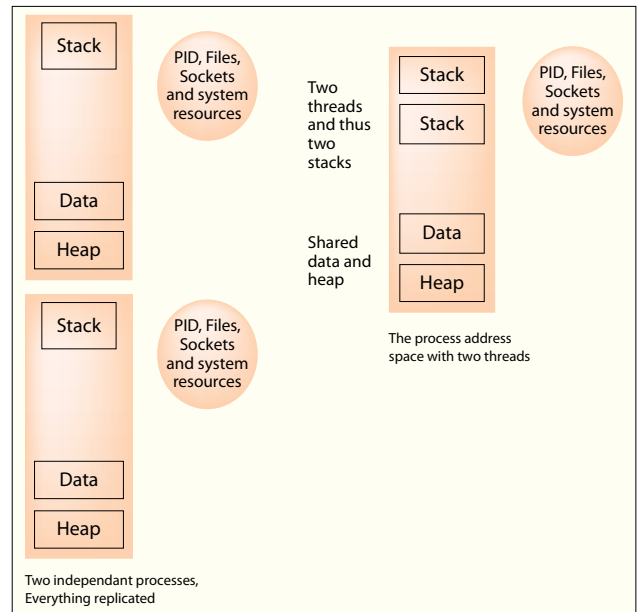 Stack
PID, Files,
Sockets
and system
resources
Data
Heap
Stack
PID, Files,
Sockets
and system
resources
Data
Heap
Two independant processes,
Everything replicated
Two
threads
and thus
two
stacks
Stack
Stack
PID, Files,
Sockets
and system
resources
Shared
data and
heap
Data
Heap
The process address
space with two threads